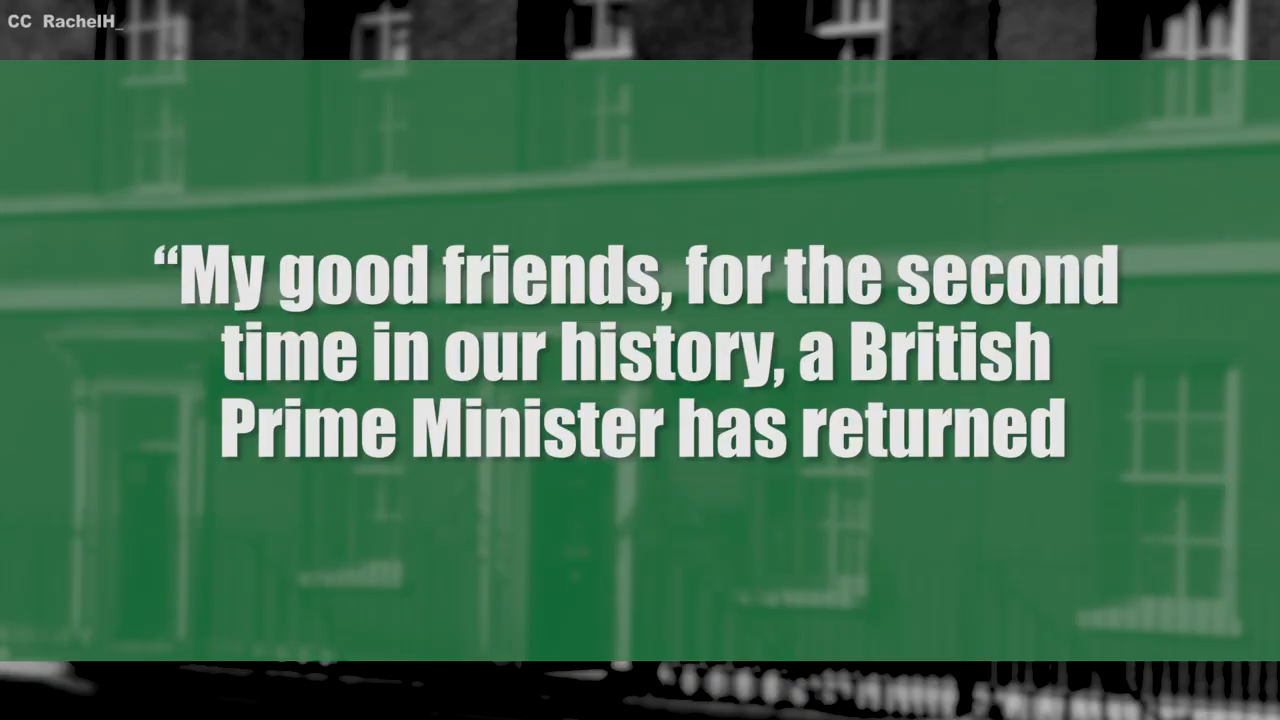 CC RachelH_
“My good friends, for the second
time in our history, a British
Prime Minister has returned